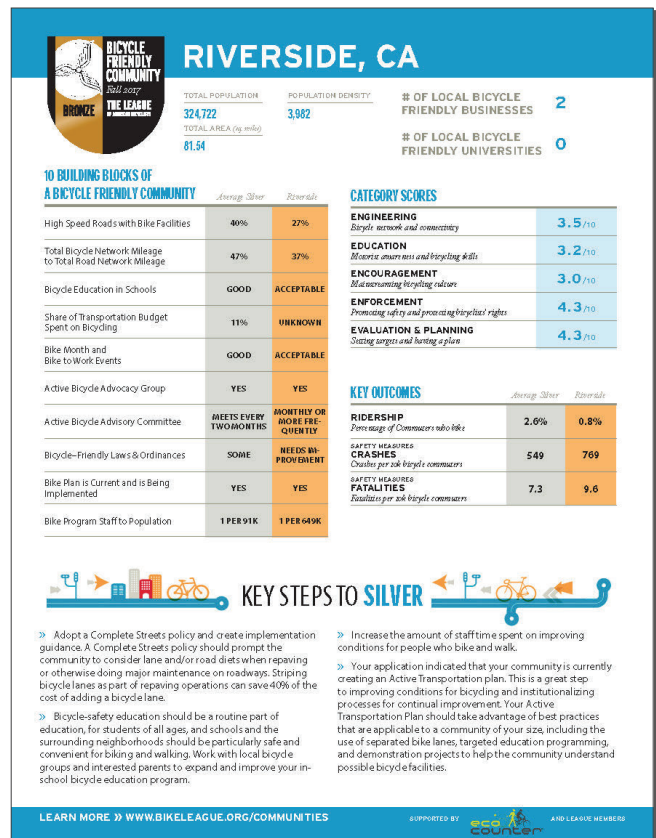 BICYCLE
FRIENDLY
COMMUNITY
Fall 2017
BRONZE
THE LEAGUE
OF AMERICAN BICYCLISTS
RIVERSIDE, CA
TOTAL POPULATION
324,722
TOTAL AREA (sq. miles)
81.54
POPULATION DENSITY
3,982
# OF LOCAL BICYCLE
FRIENDLY BUSINESSES 2
# OF LOCAL BICYCLE
FRIENDLY UNIVERSITIES 0
10 BUILDING BLOCKS OF
A BICYCLE FRIENDLY COMMUNITY Average Silver Riverside
High Speed Roads with Bike Facilities 40% 27%
Total Bicycle Network Mileage
to Total Road Network Mileage 47% 37%
Bicycle Education in Schools GOOD ACCEPTABLE
Share of Transportation Budget
Spent on Bicycling 11% UNKNOWN
Bike Month and
Bike to Work Events GOOD ACCEPTABLE
Active Bicycle Advocacy Group YES YES
Active Bicycle Advisory Committee
MEETS EVERY
TWO MONTHS
MONTHLY OR
MORE FRE-
QUENTLY
Bicycle–Friendly Laws & Ordinances SOME
NEEDS IM-
PROVEMENT
Bike Plan is Current and is Being
Implemented YES YES
Bike Program Staff to Population 1 PER 91K 1 PER 649K
CATEGORY SCORES
ENGINEERING
Bicycle network and connectivity 3.5/10
EDUCATION
Motorist awareness and bicycling skills 3.2/10
ENCOURAGEMENT
Mainstreaming bicycling culture 3.0/10
ENFORCEMENT
Promoting safety and protecting bicyclists' rights 4.3/10
EVALUATION & PLANNING
Setting targets and having a plan 4.3/10
KEY OUTCOMES Average Silver Riverside
RIDERSHIP
Percentage of Commuters who bike 2.6% 0.8%
SAFETY MEASURES
CRASHES
Crashes per 10k bicycle commuters 549 769
SAFETY MEASURES
FATALITIES
Fatalities per 10k bicycle commuters 7.3 9.6
KEY STEPS TO SILVER
» Adopt a Complete Streets policy and create implementation
guidance. A Complete Streets policy should prompt the
community to consider lane and/or road diets when repaving
or otherwise doing major maintenance on roadways. Striping
bicycle lanes as part of repaving operations can save 40% of the
cost of adding a bicycle lane.
» Bicycle-safety education should be a routine part of
education, for students of all ages, and schools and the
surrounding neighborhoods should be particularly safe and
convenient for biking and walking. Work with local bicycle
groups and interested parents to expand and improve your in-
school bicycle education program.
» Increase the amount of staff time spent on improving
conditions for people who bike and walk.
» Your application indicated that your community is currently
creating an Active Transportation plan. This is a great step
to improving conditions for bicycling and institutionalizing
processes for continual improvement. Your Active
Transportation Plan should take advantage of best practices
that are applicable to a community of your size, including the
use of separated bike lanes, targeted education programming,
and demonstration projects to help the community understand
possible bicycle facilities.
LEARN MORE » WWW.BIKELEAGUE.ORG/COMMUNITIES
SUPPORTED BY
eco
counter
AND LEAGUE MEMBERS